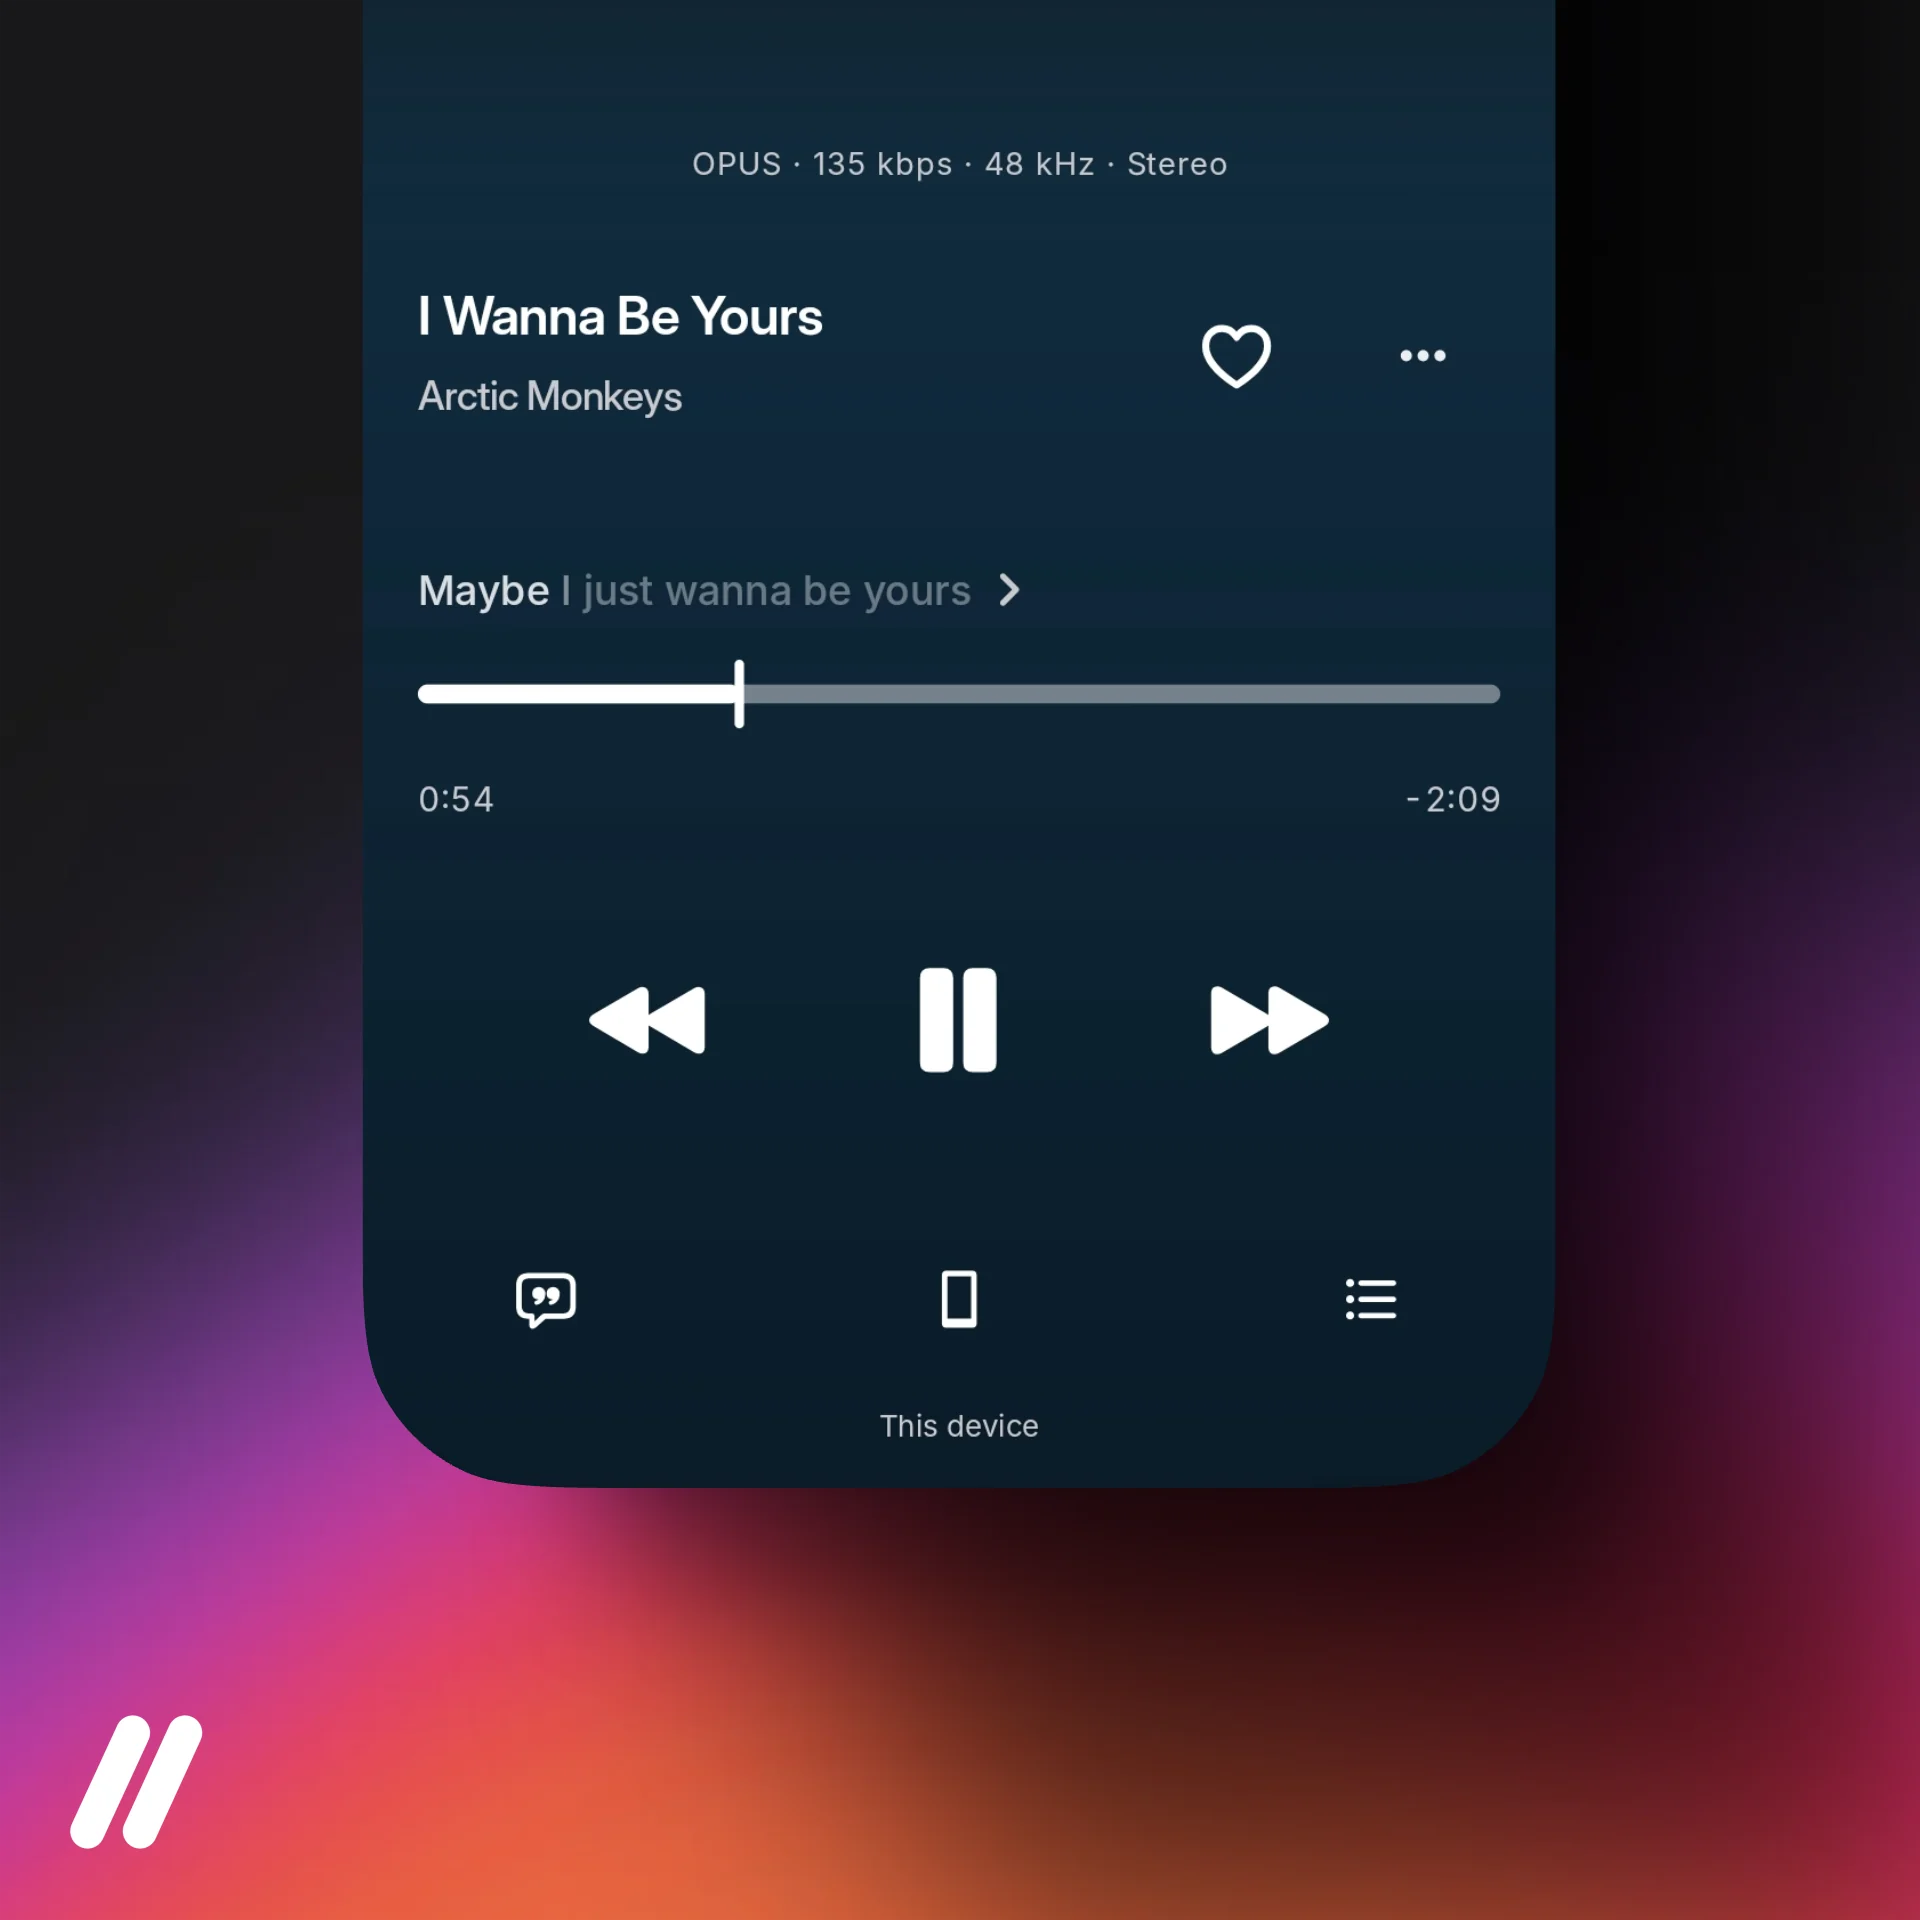 OPUS · 135 kbps · 48 kHz · Stereo
I Wanna Be Yours
Arctic Monkeys
Maybe I just wanna be yours
0:54
-2:09
This device